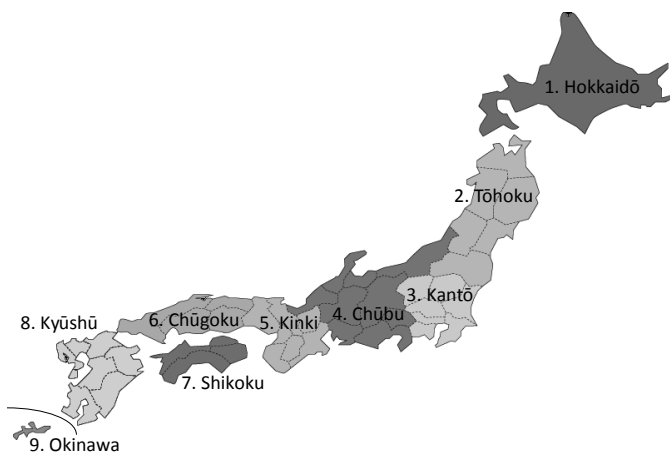 1. Hokkaidō
2. Tōhoku
3. Kantō
4. Chūbu
5. Kinki
6. Chūgoku
7. Shikoku
8. Kyūshū
9. Okinawa